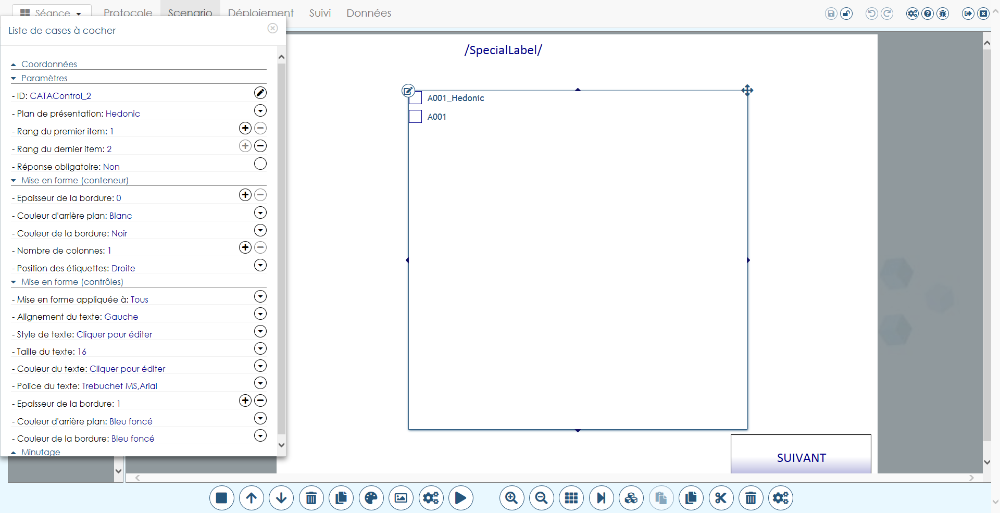 Séance
Protocole
Scenario
Déploiement
Suivi
Données
Liste de cases à cocher
Coordonnées
Paramètres
- ID: CATAControl_2
- Plan de présentation: Hedonic
- Rang du premier item: 1
- Rang du dernier item: 2
- Réponse obligatoire: Non
Mise en forme (conteneur)
- Epaisseur de la bordure: 0
- Couleur d'arrière plan: Blanc
- Couleur de la bordure: Noir
- Nombre de colonnes: 1
- Position des étiquettes: Droite
Mise en forme (contrôles)
- Mise en forme appliquée à: Tous
- Alignement du texte: Gauche
- Style de texte: Cliquer pour éditer
- Taille du texte: 16
- Couleur du texte: Cliquer pour éditer
- Police du texte: Trebuchet MS,Arial
- Epaisseur de la bordure: 1
- Couleur d'arrière plan: Bleu foncé
- Couleur de la bordure: Bleu foncé
Minutage
/SpecialLabel/
A001_Hedonic
A001
SUIVANT